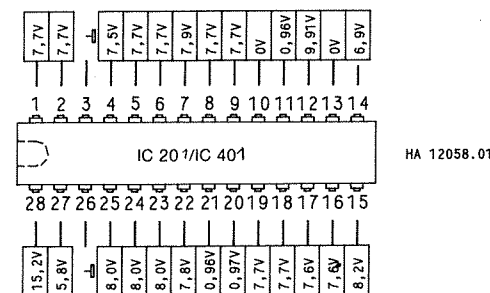 7,7V 7,7V 7,5V 7,7V 7,7V 7,9V 7,7V 7,7V 0V 0,96V 9,91V 0V 6,9V
1 2 3 4 5 6 7 8 9 10 11 12 13 14
IC 201/IC 401 HA 12058.01
28 27 26 25 24 23 22 21 20 19 18 17 16 15
15,2V 5,8V 8,0V 8,0V 8,0V 7,8V 0,96V 0,97V 7,7V 7,7V 7,6V 7,6V 8,2V